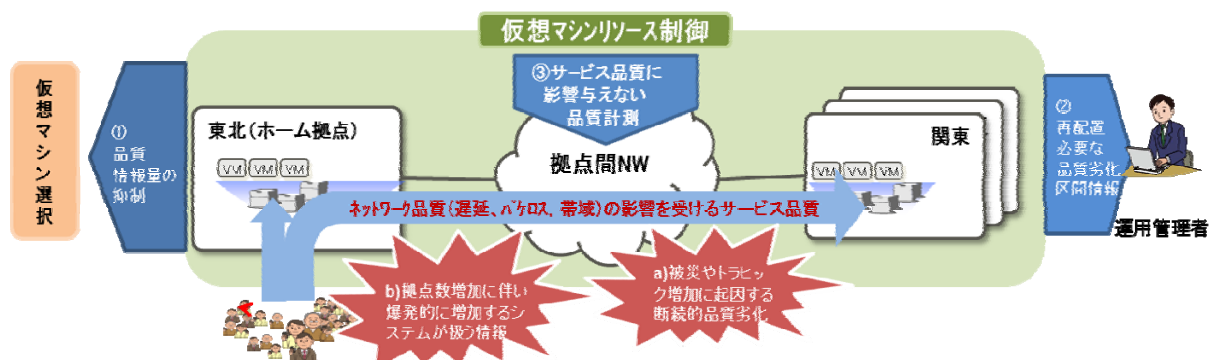 仮想マシンリソース制御
仮想マシン選択
①
品質
情報量の
抑制
東北(ホーム拠点)
VM VM VM
③サービス品質に
影響与えない
品質計測
拠点間NW
関東
VM VM VM
②
再配置
必要な
品質劣化
区間情報
運用管理者
ネットワーク品質(遅延、パケロス、帯域)の影響を受けるサービス品質
b)拠点数増加に伴い
爆発的に増加するシ
ステムが扱う情報
a)被災やトラヒッ
ク増加に起因する
断続的品質劣化